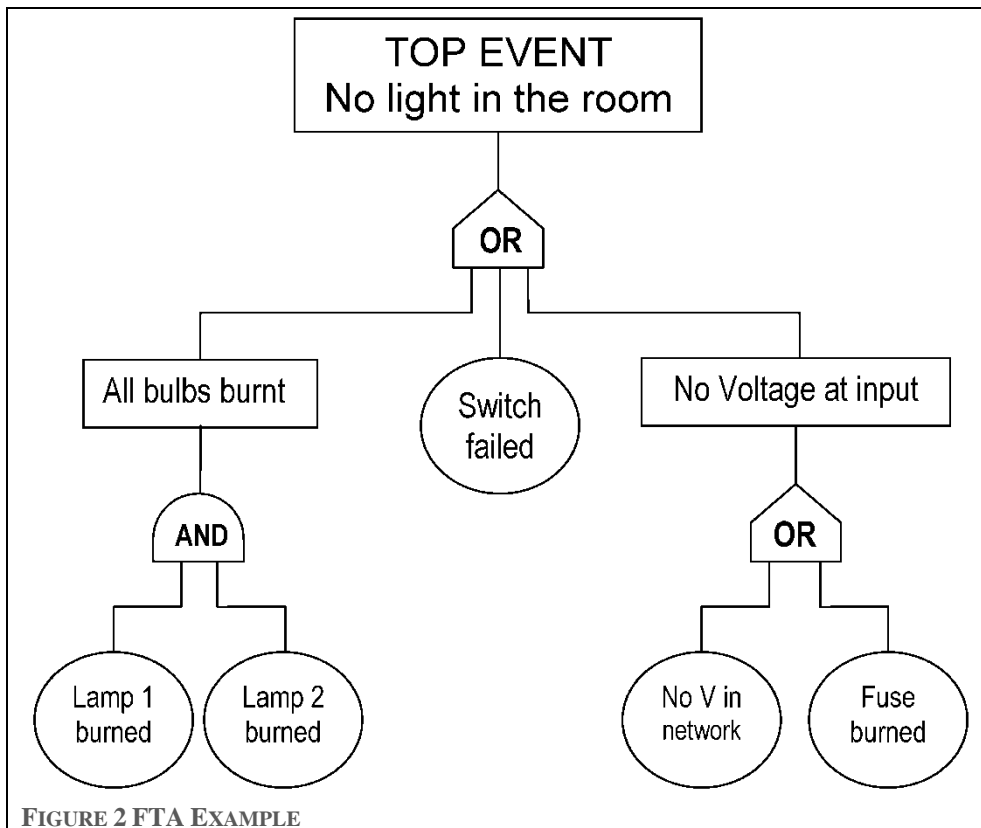 TOP EVENT
No light in the room
OR
All bulbs burnt
Switch
failed
No Voltage at input
AND
OR
Lamp 1
burned
Lamp 2
burned
No V in
network
Fuse
burned
FIGURE 2 FTA EXAMPLE